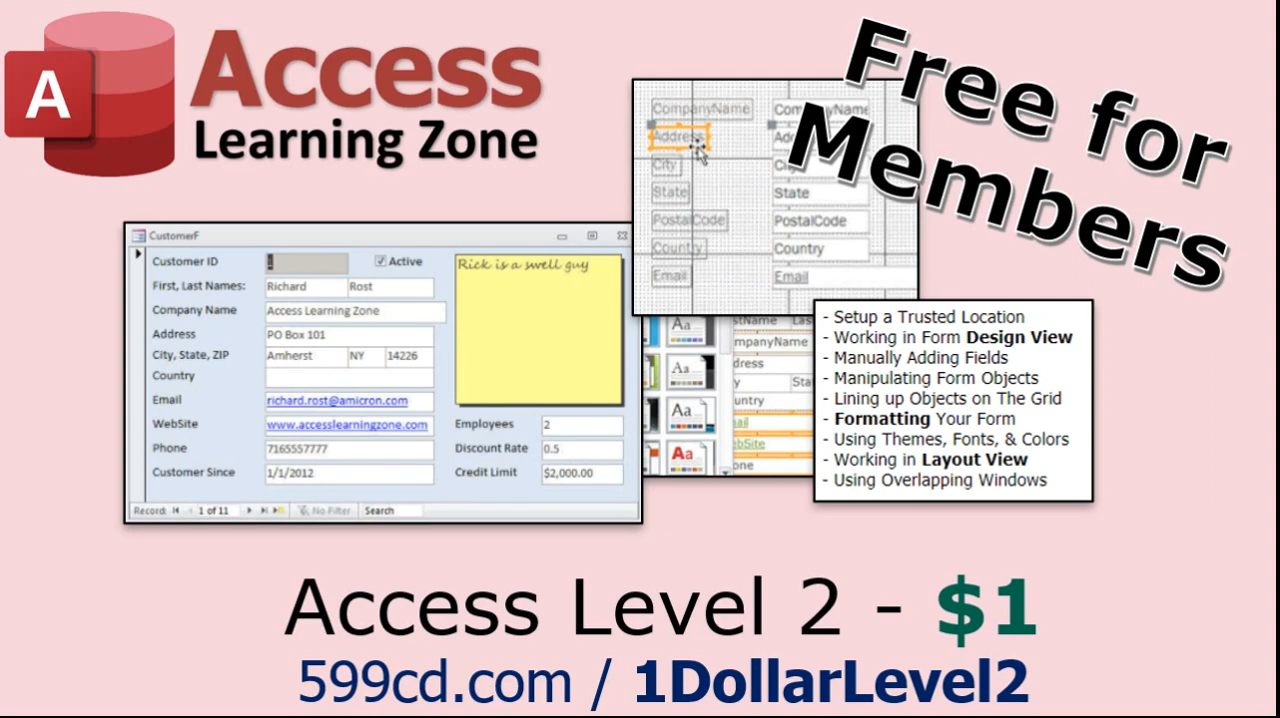 A
Access
Learning Zone
Free for
Members
CompanyName CompanyName
Address
City
State State
PostalCode PostalCode
Country Country
Email Email
CustomerF
Customer ID
Active
Rick is a swell guy
First, Last Names: Richard Rost
Company Name Access Learning Zone
Address PO Box 101
City, State, ZIP Amherst NY 14226
Country
Email richard.rost@amicron.com
WebSite www.accesslearningzone.com
Phone 7165557777
Customer Since 1/1/2012
Employees 2
Discount Rate 0.5
Credit Limit $2,000.00
Record: 1 of 11 No Filter Search
Aa
Aa
Aa
Aa
- Setup a Trusted Location
- Working in Form Design View
- Manually Adding Fields
- Manipulating Form Objects
- Lining up Objects on The Grid
- Formatting Your Form
- Using Themes, Fonts, & Colors
- Working in Layout View
- Using Overlapping Windows
Access Level 2 - $1
599cd.com / 1DollarLevel2